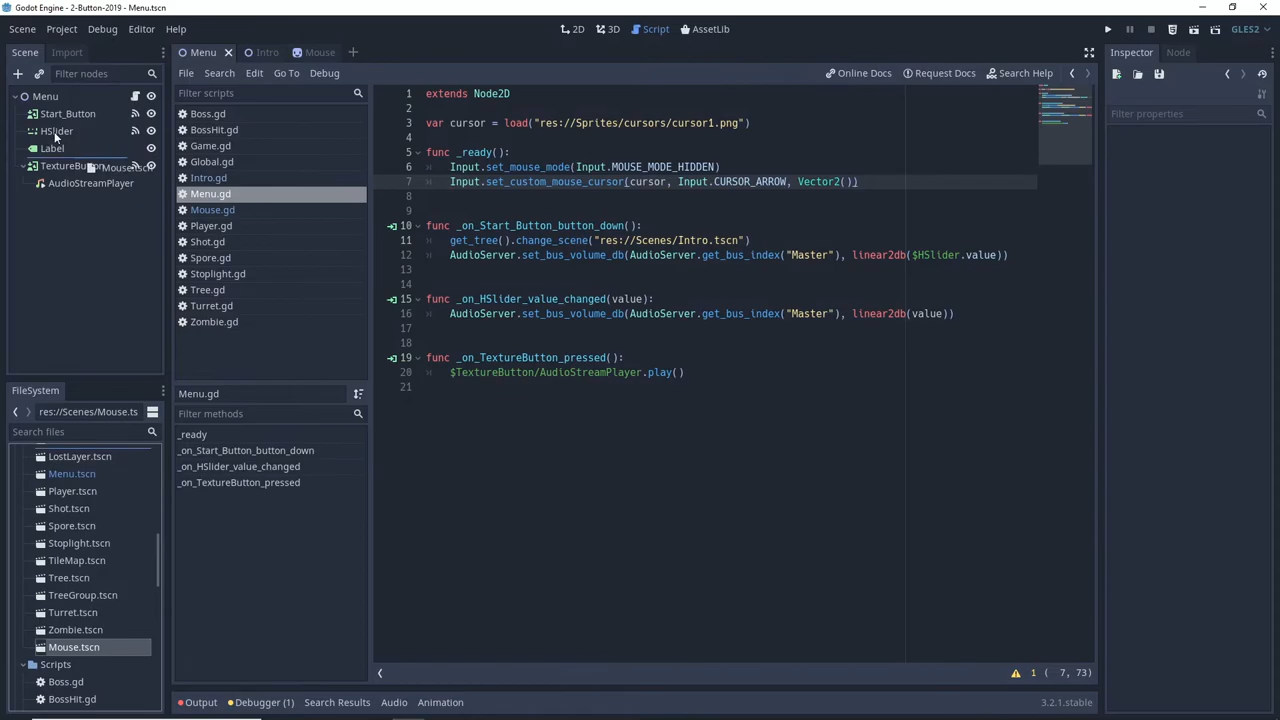 Godot Engine - 2-Button-2019 - Menu.tscn
Scene Project Debug Editor Help
2D 3D Script AssetLib
GLES2
Scene Import
Filter nodes
Menu
Start_Button
HSlider
Label
TextureButton
Mouse.tscn
AudioStreamPlayer
FileSystem
res://Scenes/Mouse.ts
Search files
LostLayer.tscn
Menu.tscn
Player.tscn
Shot.tscn
Spore.tscn
Stoplight.tscn
TileMap.tscn
Tree.tscn
TreeGroup.tscn
Turret.tscn
Zombie.tscn
Mouse.tscn
Scripts
Boss.gd
BossHit.gd
Menu Intro Mouse
File Search Edit Go To Debug
Online Docs Request Docs Search Help
Filter scripts
Boss.gd
BossHit.gd
Game.gd
Global.gd
Intro.gd
Menu.gd
Mouse.gd
Player.gd
Shot.gd
Spore.gd
Stoplight.gd
Tree.gd
Turret.gd
Zombie.gd
Menu.gd
Filter methods
_ready
_on_Start_Button_button_down
_on_HSlider_value_changed
_on_TextureButton_pressed
1 extends Node2D
2
3 var cursor = load("res://Sprites/cursors/cursor1.png")
4
5 func _ready():
6 Input.set_mouse_mode(Input.MOUSE_MODE_HIDDEN)
7 Input.set_custom_mouse_cursor(cursor, Input.CURSOR_ARROW, Vector2())
8
9
10 func _on_Start_Button_button_down():
11 get_tree().change_scene("res://Scenes/Intro.tscn")
12 AudioServer.set_bus_volume_db(AudioServer.get_bus_index("Master"), linear2db($HSlider.value))
13
14
15 func _on_HSlider_value_changed(value):
16 AudioServer.set_bus_volume_db(AudioServer.get_bus_index("Master"), linear2db(value))
17
18
19 func _on_TextureButton_pressed():
20 $TextureButton/AudioStreamPlayer.play()
21
1 ( 7, 73)
Output Debugger (1) Search Results Audio Animation
3.2.1.stable
Inspector Node
Filter properties